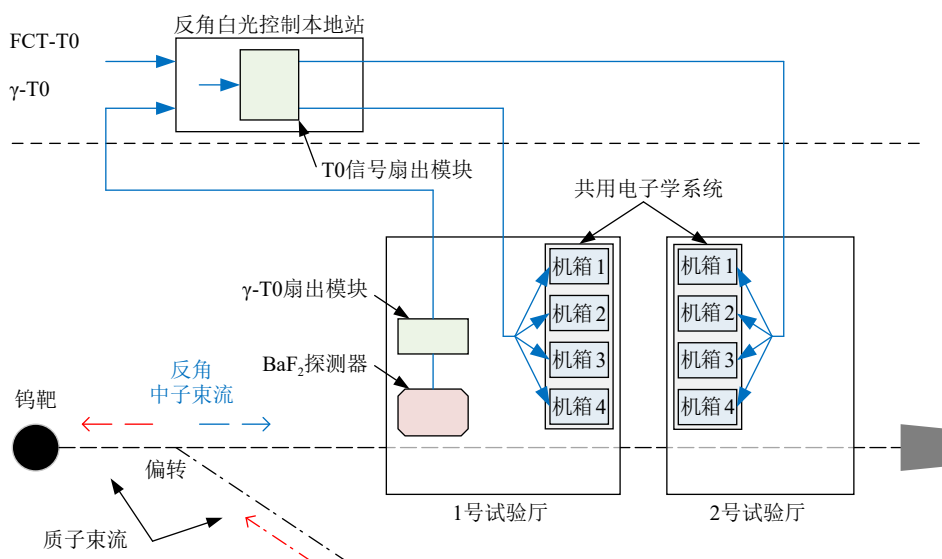 反角白光控制本地站
FCT-T0
γ-T0
T0信号扇出模块
共用电子学系统
机箱1
机箱2
机箱3
机箱4
机箱1
机箱2
机箱3
机箱4
γ-T0扇出模块
BaF₂探测器
反角
中子束流
钨靶
偏转
质子束流
1号试验厅
2号试验厅